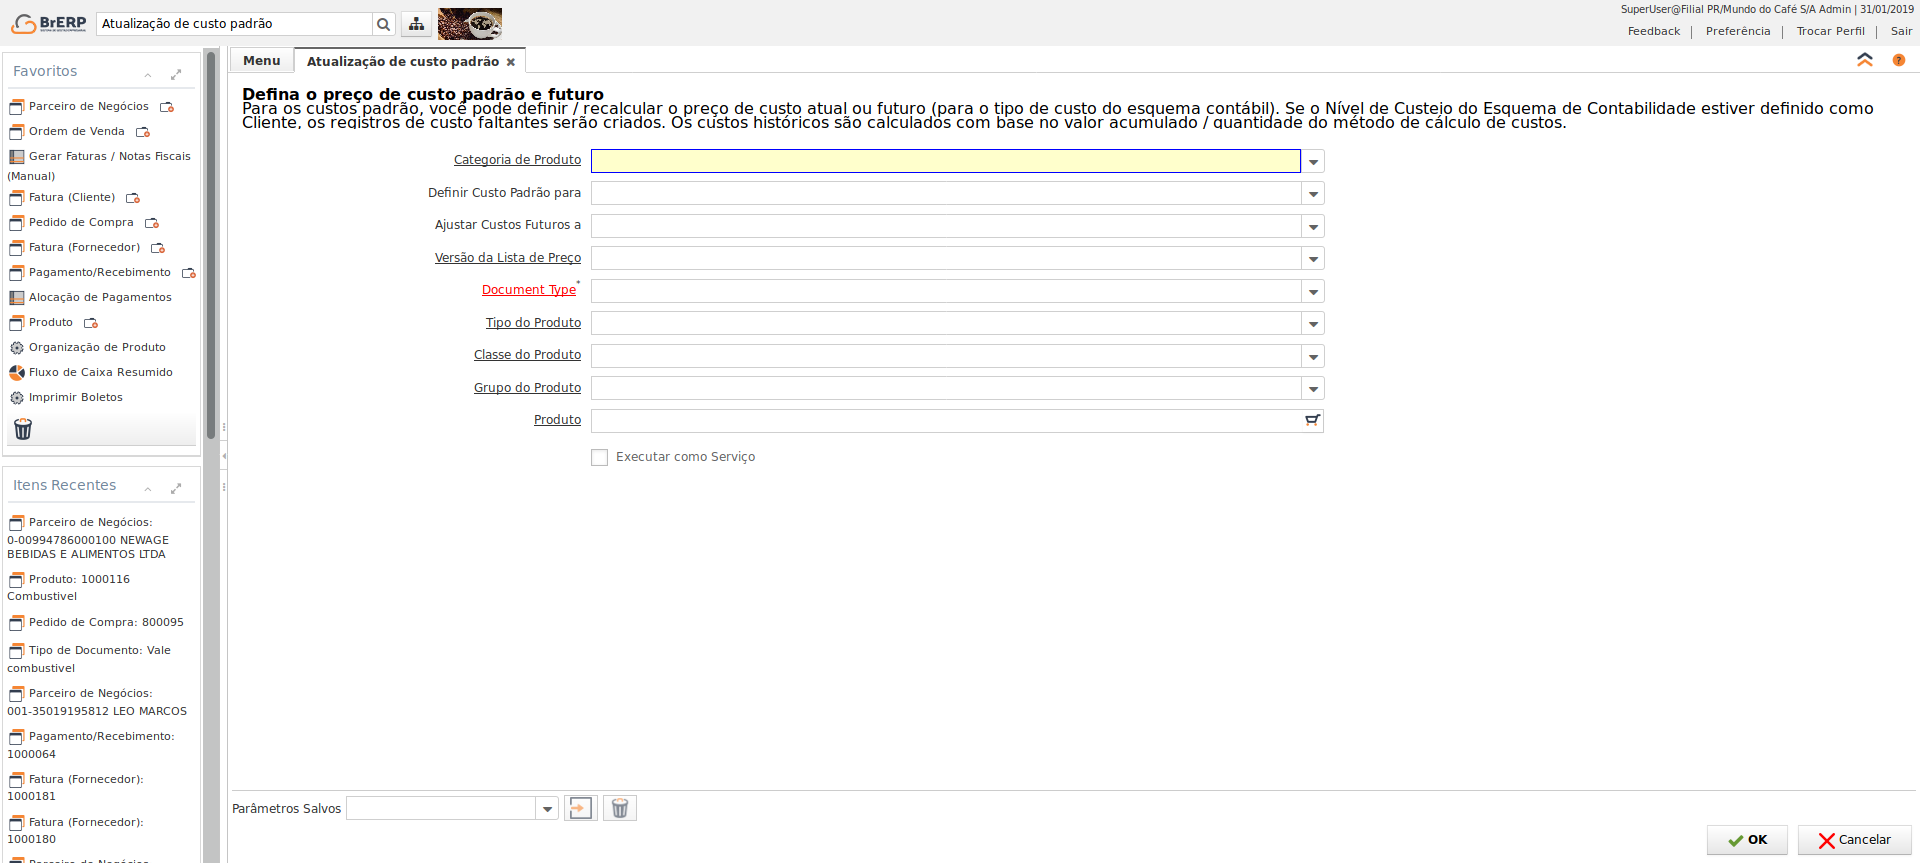 BrERP
Atualização de custo padrão
SuperUser@Filial PR/Mundo do Café S/A Admin | 31/01/2019
Feedback | Preferência | Trocar Perfil | Sair
Favoritos
Parceiro de Negócios
Ordem de Venda
Gerar Faturas / Notas Fiscais
(Manual)
Fatura (Cliente)
Pedido de Compra
Fatura (Fornecedor)
Pagamento/Recebimento
Alocação de Pagamentos
Produto
Organização de Produto
Fluxo de Caixa Resumido
Imprimir Boletos
Itens Recentes
Parceiro de Negócios:
0-00994786000100 NEWAGE
BEBIDAS E ALIMENTOS LTDA
Produto: 1000116
Combustivel
Pedido de Compra: 800095
Tipo de Documento: Vale
combustivel
Parceiro de Negócios:
001-35019195812 LEO MARCOS
Pagamento/Recebimento:
1000064
Fatura (Fornecedor):
1000181
Fatura (Fornecedor):
1000180
Parceiro de Negócios
Menu
Atualização de custo padrão
Defina o preço de custo padrão e futuro
Para os custos padrão, você pode definir / recalcular o preço de custo atual ou futuro (para o tipo de custo do esquema contábil). Se o Nível de Custeio do Esquema de Contabilidade estiver definido como
Cliente, os registros de custo faltantes serão criados. Os custos históricos são calculados com base no valor acumulado / quantidade do método de cálculo de custos.
Categoria de Produto
Definir Custo Padrão para
Ajustar Custos Futuros a
Versão da Lista de Preço
Document Type*
Tipo do Produto
Classe do Produto
Grupo do Produto
Produto
Executar como Serviço
Parâmetros Salvos
OK
Cancelar